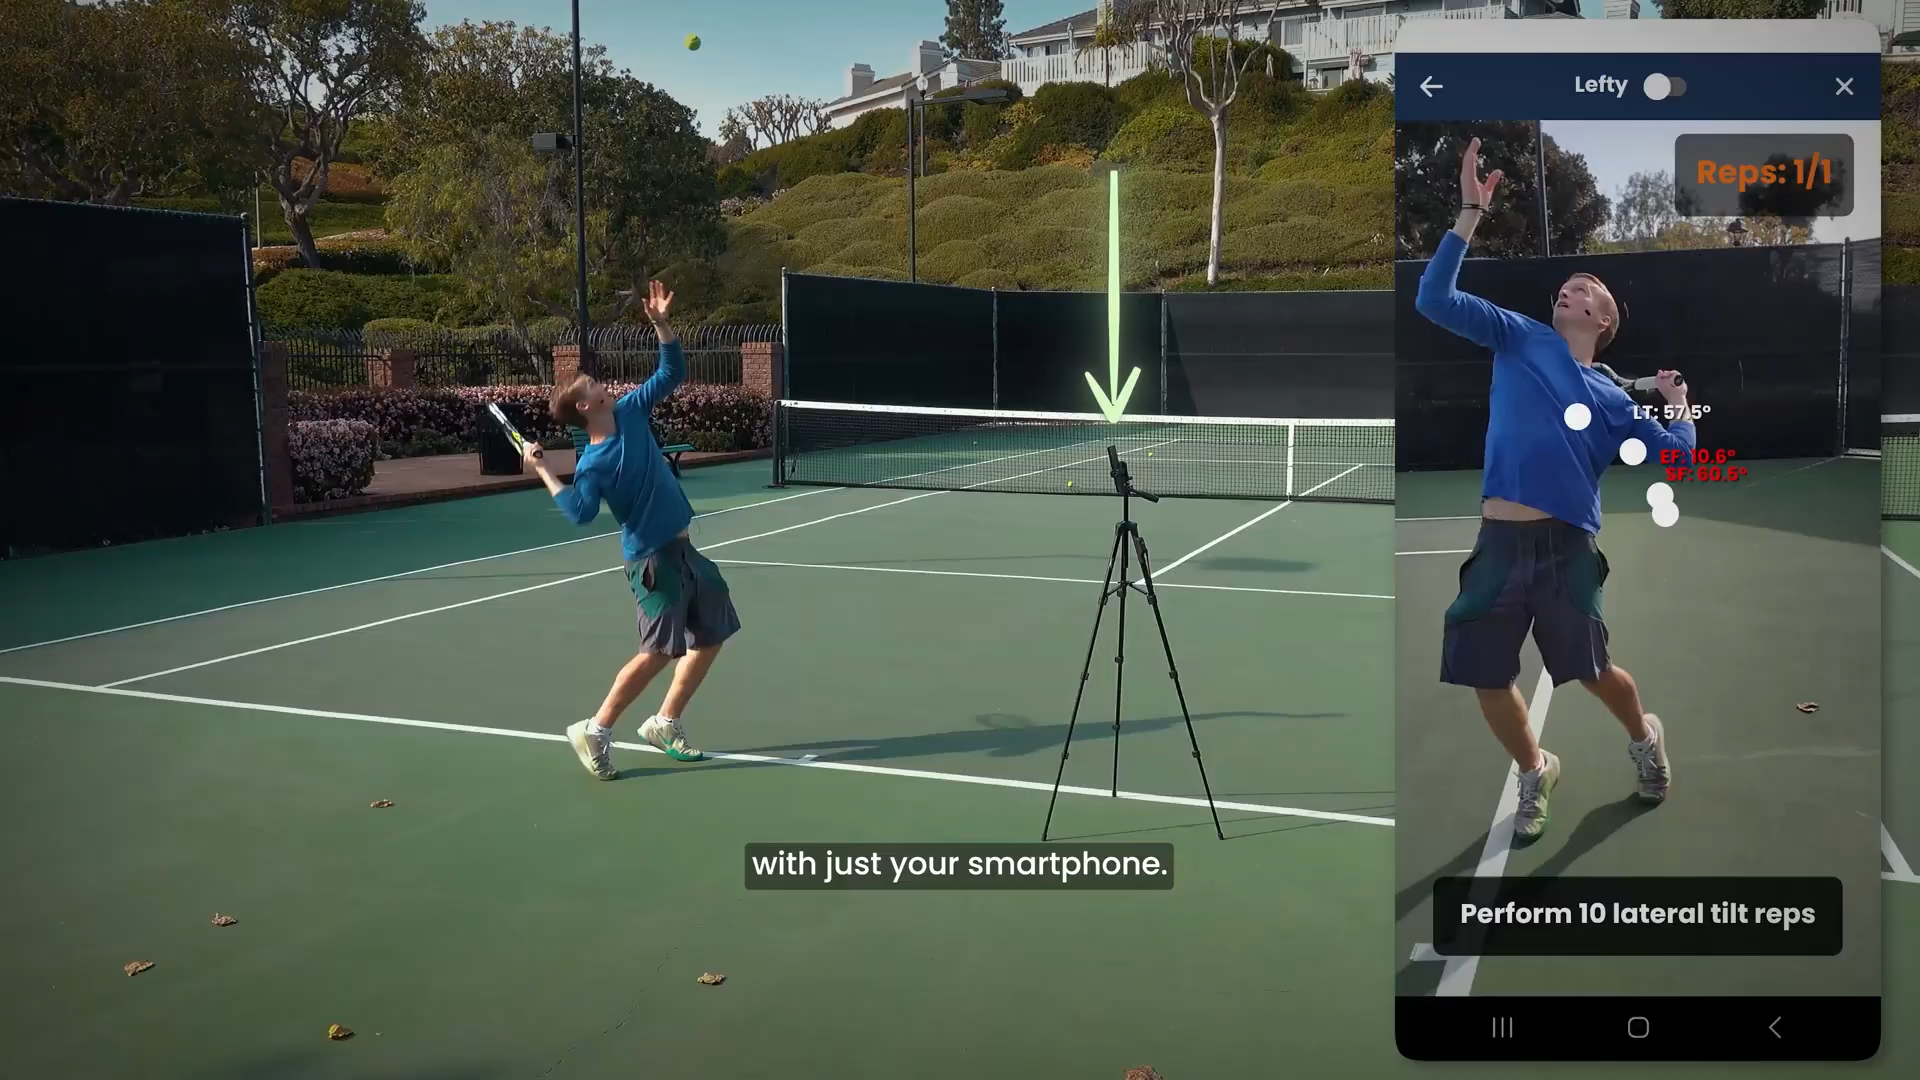 Lefty
Reps: 1/1
LT: 57.5°
EF: 10.6°
SF: 60.5°
with just your smartphone.
Perform 10 lateral tilt reps